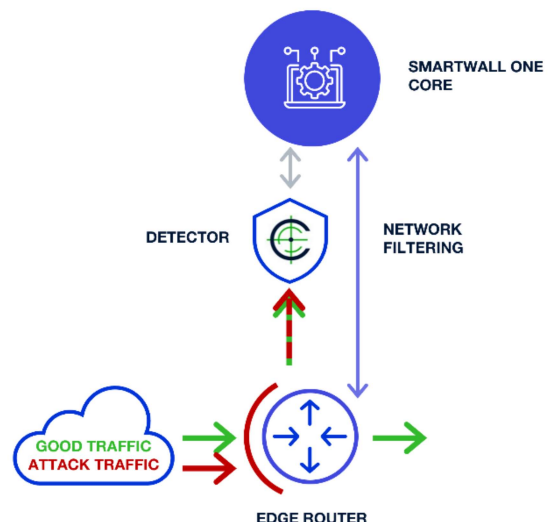 SMARTWALL ONE
CORE
DETECTOR
NETWORK
FILTERING
GOOD TRAFFIC
ATTACK TRAFFIC
EDGE ROUTER